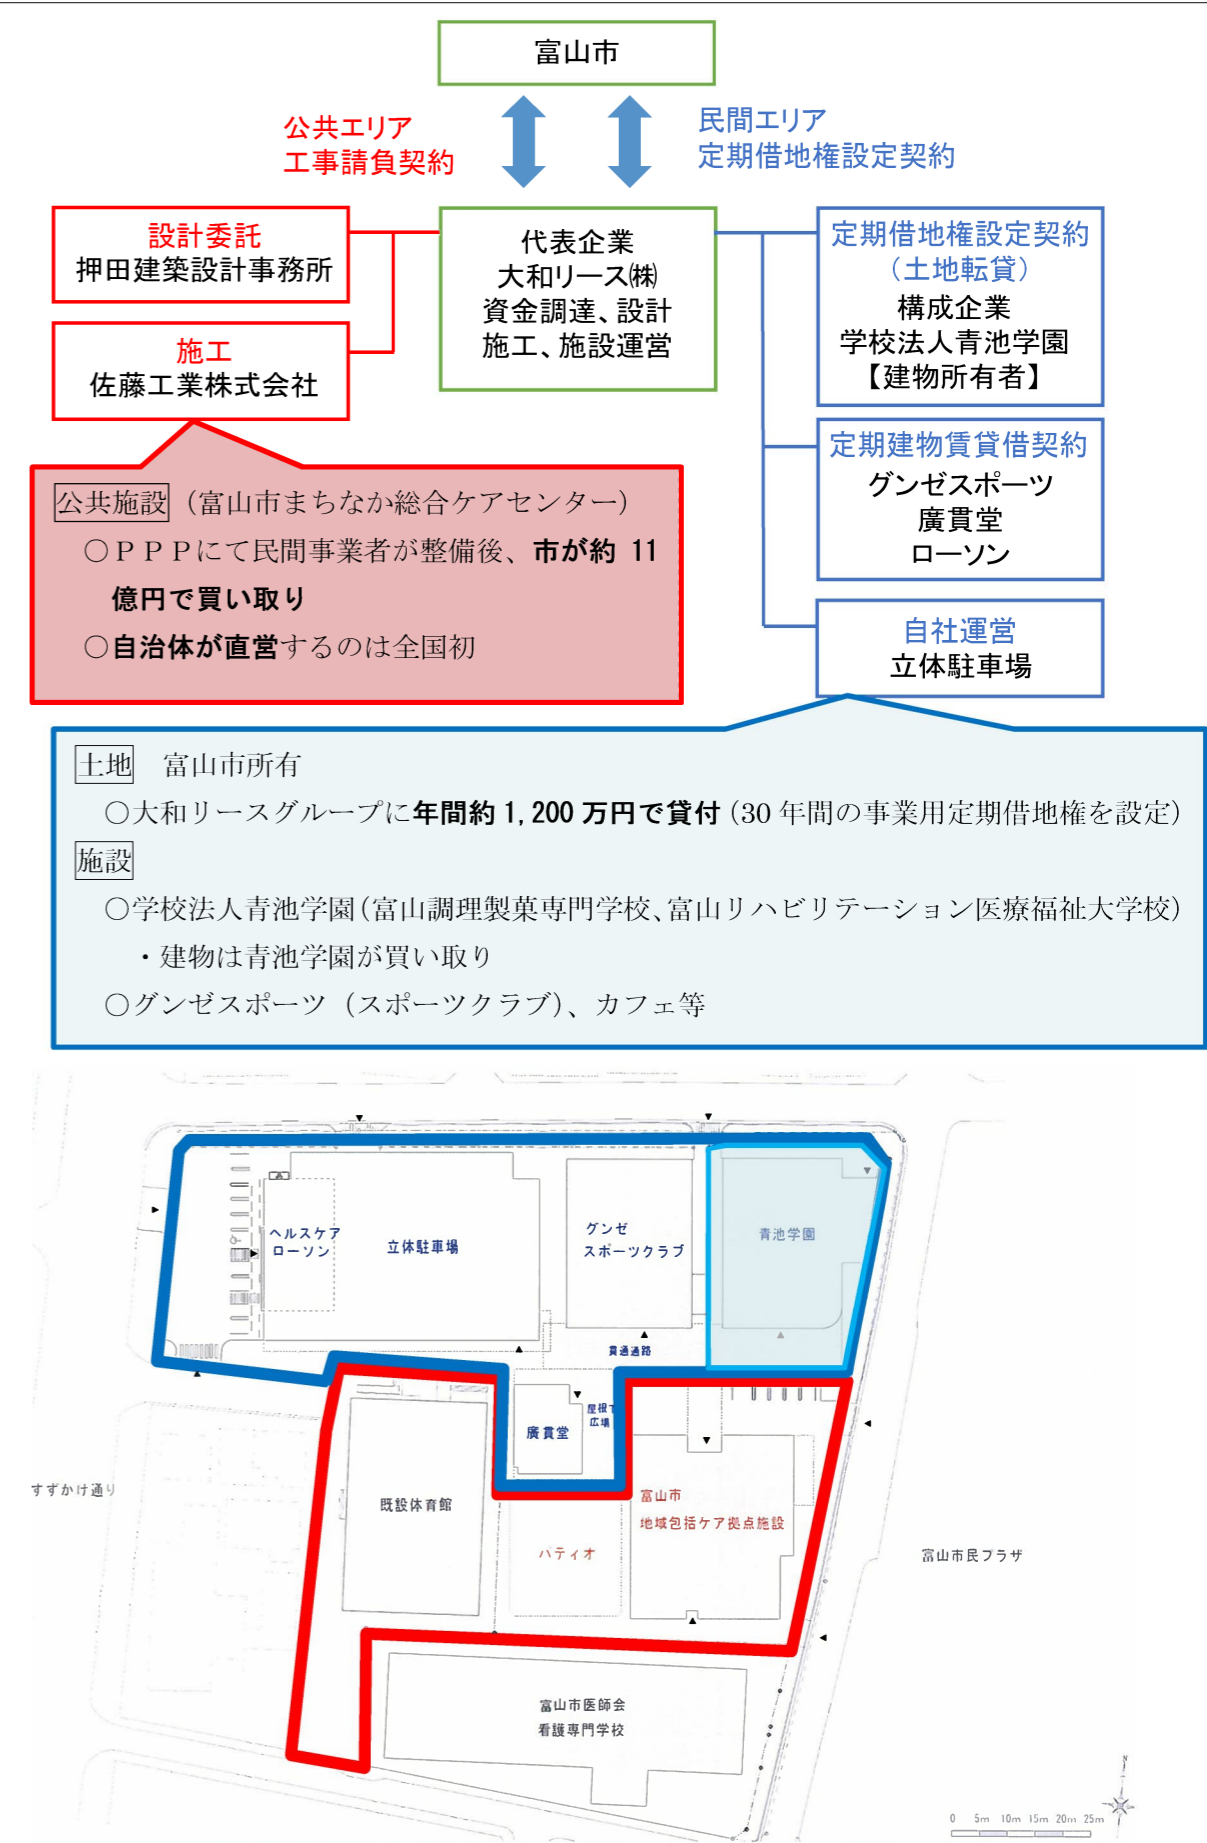 富山市
公共エリア
工事請負契約
民間エリア
定期借地権設定契約
設計委託
押田建築設計事務所
施工
佐藤工業株式会社
代表企業
大和リース㈱
資金調達、設計
施工、施設運営
定期借地権設定契約
（土地転貸）
構成企業
学校法人青池学園
【建物所有者】
定期建物賃貸借契約
グンゼスポーツ
廣貫堂
ローソン
自社運営
立体駐車場
公共施設（富山市まちなか総合ケアセンター）
○ＰＰＰにて民間事業者が整備後、市が約 11
億円で買い取り
○自治体が直営するのは全国初
土地　富山市所有
○大和リースグループに年間約 1,200 万円で貸付（30 年間の事業用定期借地権を設定）
施設
○学校法人青池学園（富山調理製菓専門学校、富山リハビリテーション医療福祉大学校）
・建物は青池学園が買い取り
○グンゼスポーツ（スポーツクラブ）、カフェ等
ヘルスケア
ローソン
立体駐車場
グンゼ
スポーツクラブ
青池学園
貫通通路
廣貫堂
屋根下
広場
すずかけ通り
既設体育館
パティオ
富山市
地域包括ケア拠点施設
富山市民プラザ
富山市医師会
看護専門学校
N
0 5m 10m 15m 20m 25m